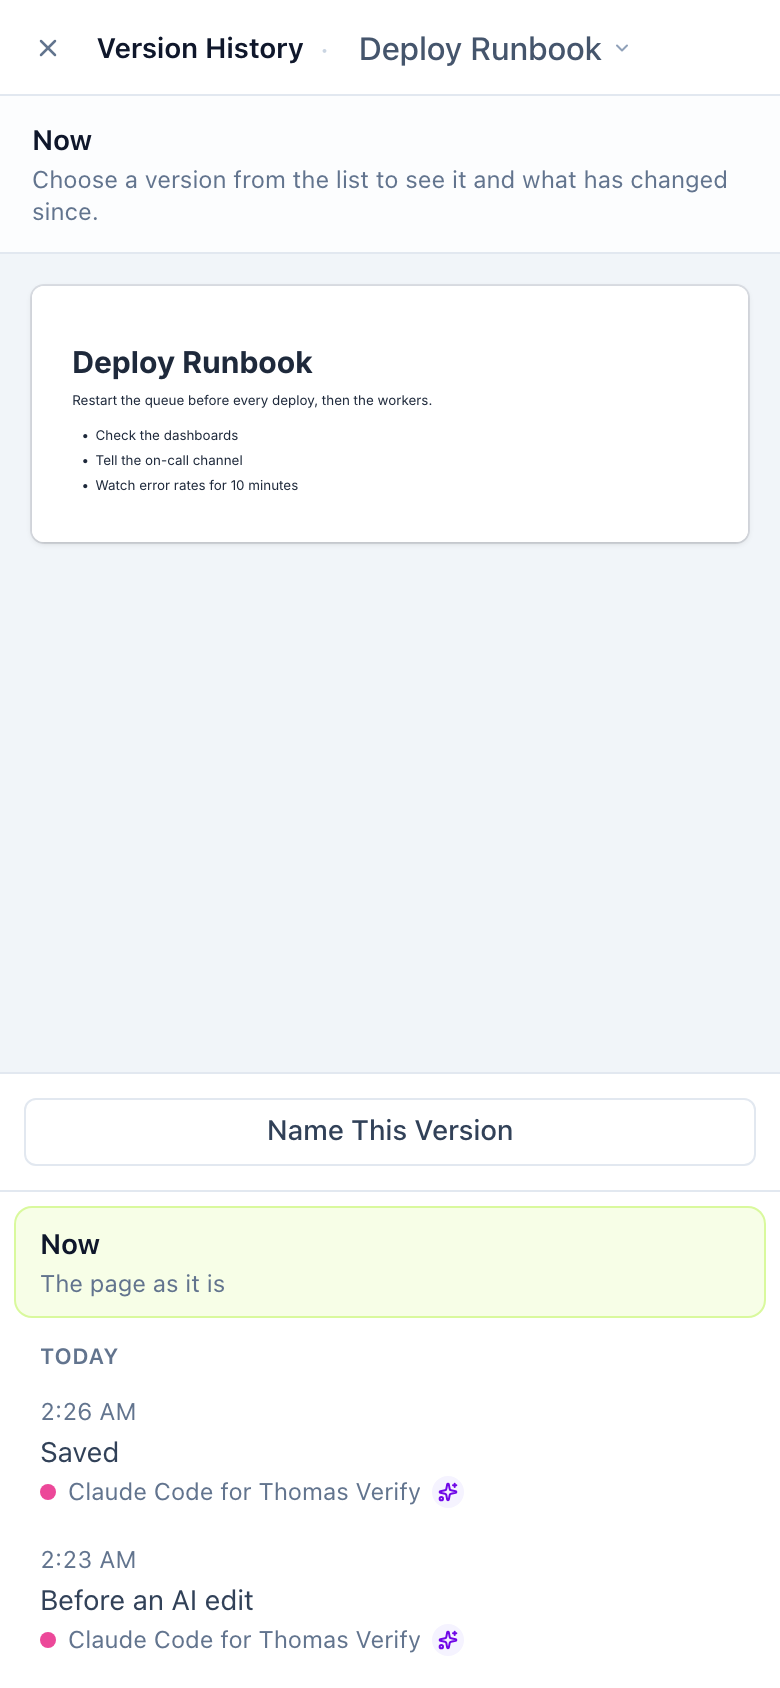 Version History · Deploy Runbook
Now
Choose a version from the list to see it and what has changed
since.
Deploy Runbook
Restart the queue before every deploy, then the workers.
• Check the dashboards
• Tell the on-call channel
• Watch error rates for 10 minutes
Name This Version
Now
The page as it is
TODAY
2:26 AM
Saved
Claude Code for Thomas Verify
2:23 AM
Before an AI edit
Claude Code for Thomas Verify